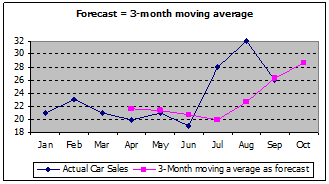 Forecast = 3-month moving average
32
30
28
26
24
22
20
18
Jan Feb Mar Apr May Jun Jul Aug Sep Oct
Actual Car Sales 3-Month moving average as forecast